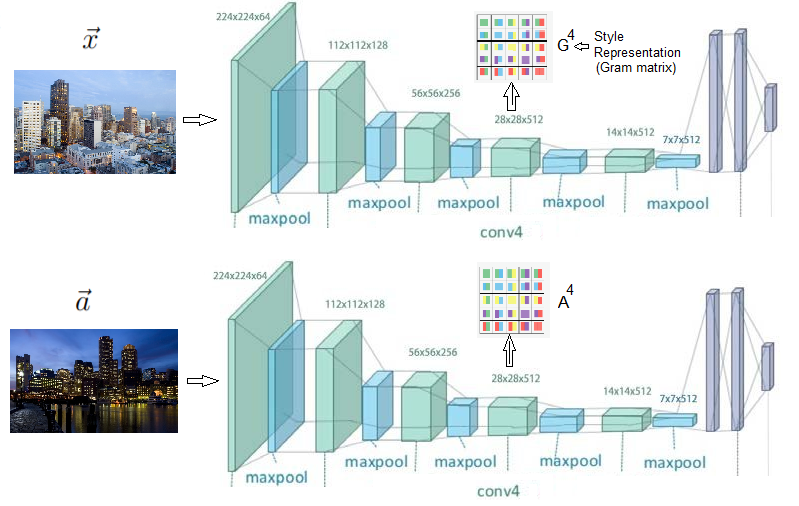 224x224x64
x⃗
112x112x128
56x56x256
28x28x512
14x14x512
7x7x512
G⁴
Style
Representation
(Gram matrix)
maxpool
maxpool
maxpool
maxpool
maxpool
conv4
224x224x64
a⃗
112x112x128
56x56x256
28x28x512
14x14x512
7x7x512
A⁴
maxpool
maxpool
maxpool
maxpool
maxpool
conv4